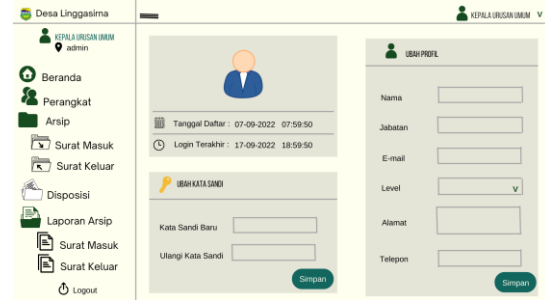 Desa Linggasirna
KEPALA URUSAN UMUM V
KEPALA URUSAN UMUM
admin
Beranda
Perangkat
Arsip
Surat Masuk
Surat Keluar
Disposisi
Laporan Arsip
Surat Masuk
Surat Keluar
Logout
Tanggal Daftar : 07-09-2022 07:59:50
Login Terakhir : 17-09-2022 18:59:50
UBAH KATA SANDI
Kata Sandi Baru
Ulangi Kata Sandi
Simpan
UBAH PROFIL
Nama
Jabatan
E-mail
Level V
Alamat
Telepon
Simpan